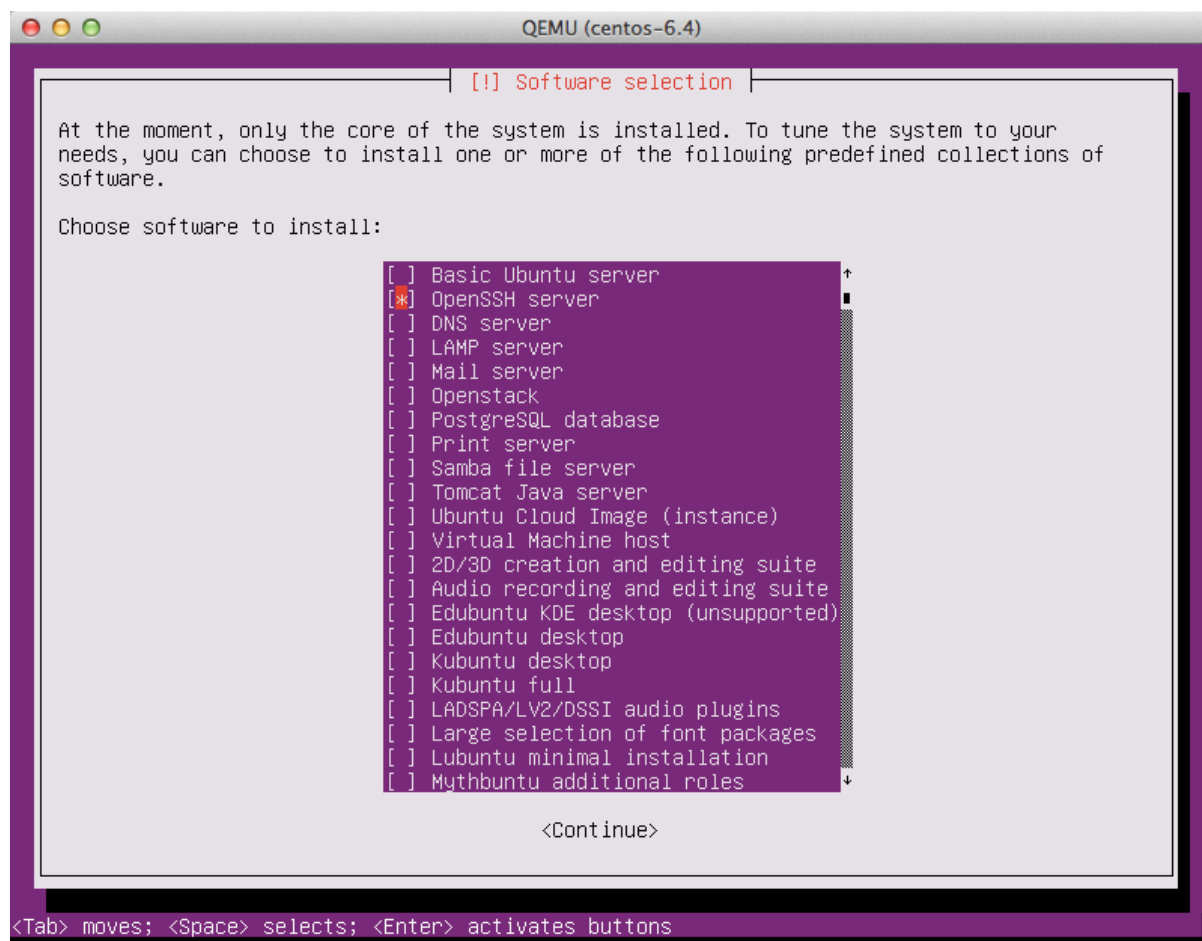 QEMU (centos-6.4)
[!] Software selection
At the moment, only the core of the system is installed. To tune the system to your
needs, you can choose to install one or more of the following predefined collections of
software.
Choose software to install:
[ ] Basic Ubuntu server
[*] OpenSSH server
[ ] DNS server
[ ] LAMP server
[ ] Mail server
[ ] Openstack
[ ] PostgreSQL database
[ ] Print server
[ ] Samba file server
[ ] Tomcat Java server
[ ] Ubuntu Cloud Image (instance)
[ ] Virtual Machine host
[ ] 2D/3D creation and editing suite
[ ] Audio recording and editing suite
[ ] Edubuntu KDE desktop (unsupported)
[ ] Edubuntu desktop
[ ] Kubuntu desktop
[ ] Kubuntu full
[ ] LADSPA/LV2/DSSI audio plugins
[ ] Large selection of font packages
[ ] Lubuntu minimal installation
[ ] Mythbuntu additional roles
<Continue>
<Tab> moves; <Space> selects; <Enter> activates buttons